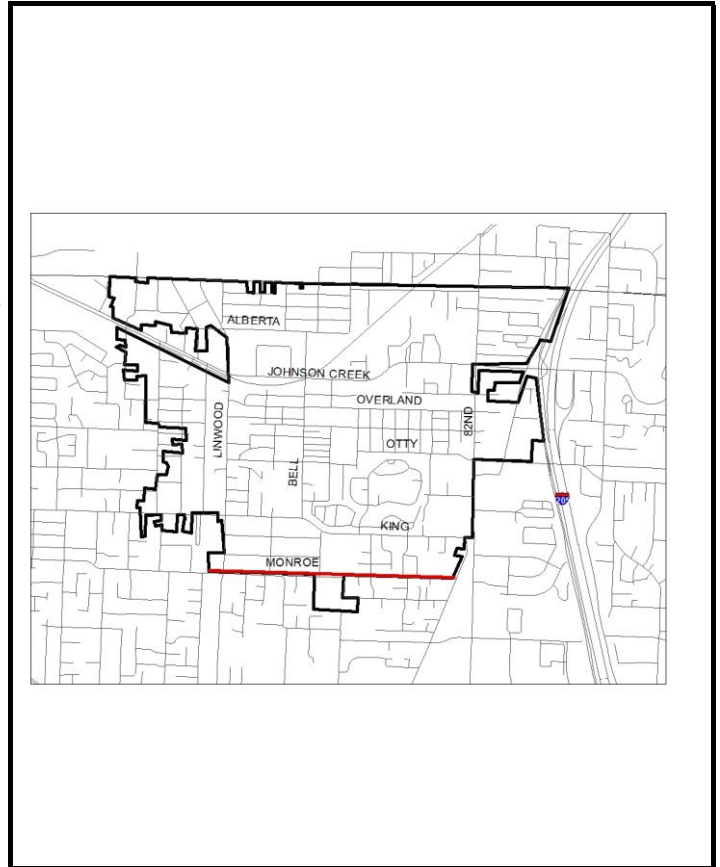 ALBERTA
JOHNSON CREEK
OVERLAND
LINWOOD
82ND
OTTY
BELL
205
KING
MONROE